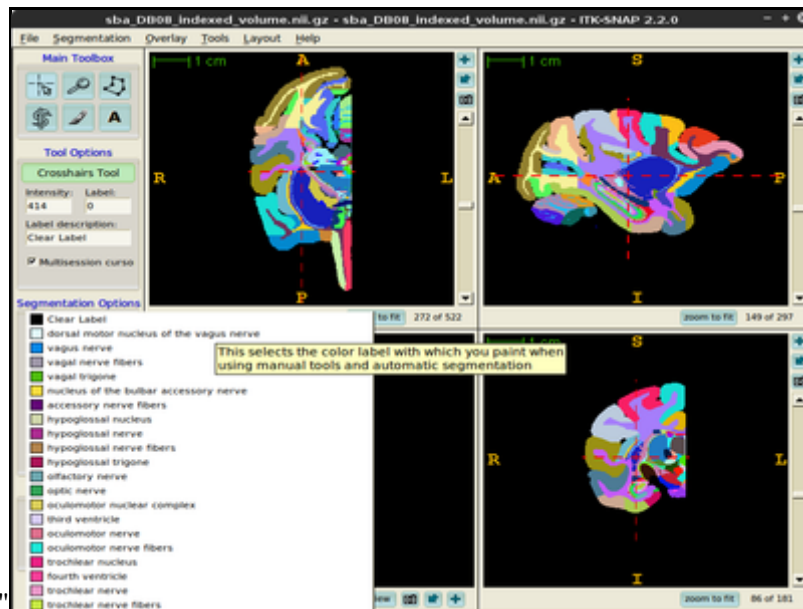 sba_DB08_indexed_volume.nii.gz - sba_DB08_indexed_volume.nii.gz - ITK-SNAP 2.2.0
File Segmentation Overlay Tools Layout Help
Main Toolbox
A
Tool Options
Crosshairs Tool
Intensity: Label:
414 0
Label description:
Clear Label
Multisession curso
Segmentation Options
1 cm
A
R
L
P
to fit 272 of 522
1 cm
S
A
P
I
zoom to fit 149 of 297
Clear Label
dorsal motor nucleus of the vagus nerve
vagus nerve
vagal nerve fibers
vagal trigone
nucleus of the bulbar accessory nerve
accessory nerve fibers
hypoglossal nucleus
hypoglossal nerve
hypoglossal nerve fibers
hypoglossal trigone
olfactory nerve
optic nerve
oculomotor nuclear complex
third ventricle
oculomotor nerve
oculomotor nerve fibers
trochlear nucleus
fourth ventricle
trochlear nerve
trochlear nerve fibers
This selects the color label with which you paint when
using manual tools and automatic segmentation
1 cm
S
R
L
I
zoom to fit 86 of 181
"